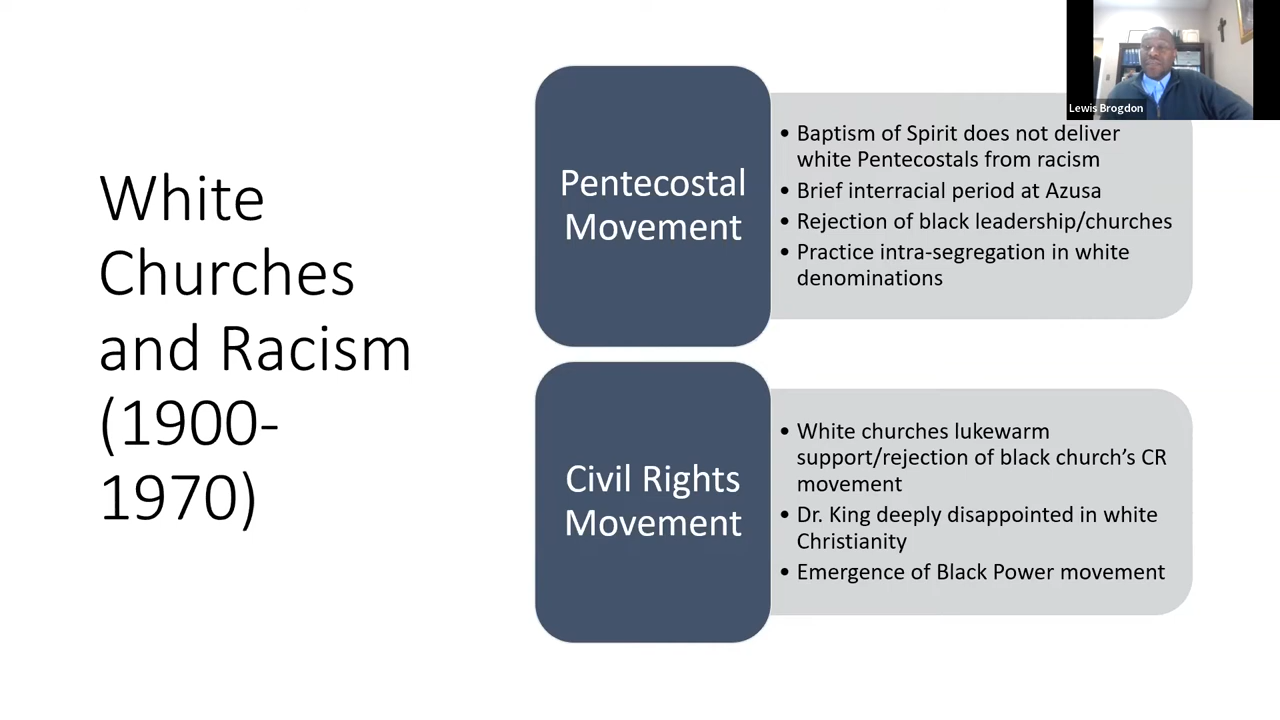 White
Churches
and Racism
(1900-
1970)
Pentecostal
Movement
• Baptism of Spirit does not deliver
white Pentecostals from racism
• Brief interracial period at Azusa
• Rejection of black leadership/churches
• Practice intra-segregation in white
denominations
Civil Rights
Movement
• White churches lukewarm
support/rejection of black church’s CR
movement
• Dr. King deeply disappointed in white
Christianity
• Emergence of Black Power movement
Lewis Brogdon